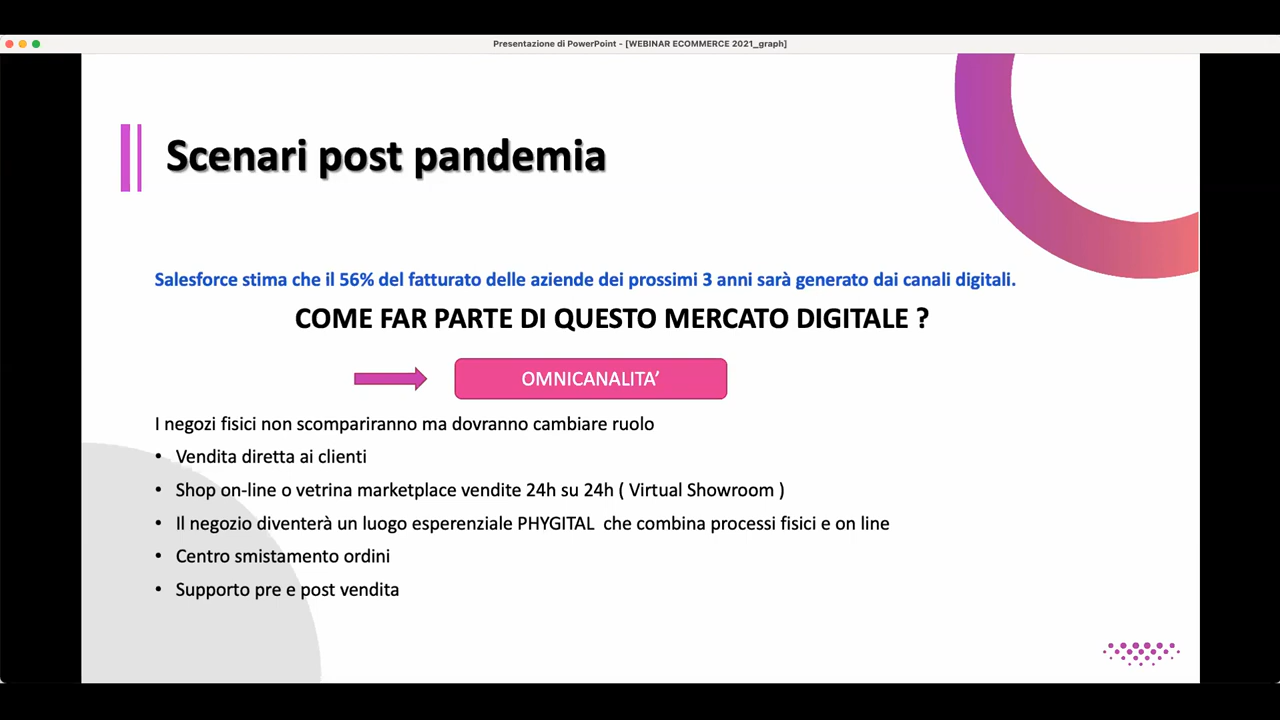 Presentazione di PowerPoint - [WEBINAR ECOMMERCE 2021_graph]
Scenari post pandemia
Salesforce stima che il 56% del fatturato delle aziende dei prossimi 3 anni sarà generato dai canali digitali.
COME FAR PARTE DI QUESTO MERCATO DIGITALE ?
OMNICANALITA’
I negozi fisici non scompariranno ma dovranno cambiare ruolo
• Vendita diretta ai clienti
• Shop on-line o vetrina marketplace vendite 24h su 24h ( Virtual Showroom )
• Il negozio diventerà un luogo esperenziale PHYGITAL  che combina processi fisici e on line
• Centro smistamento ordini
• Supporto pre e post vendita